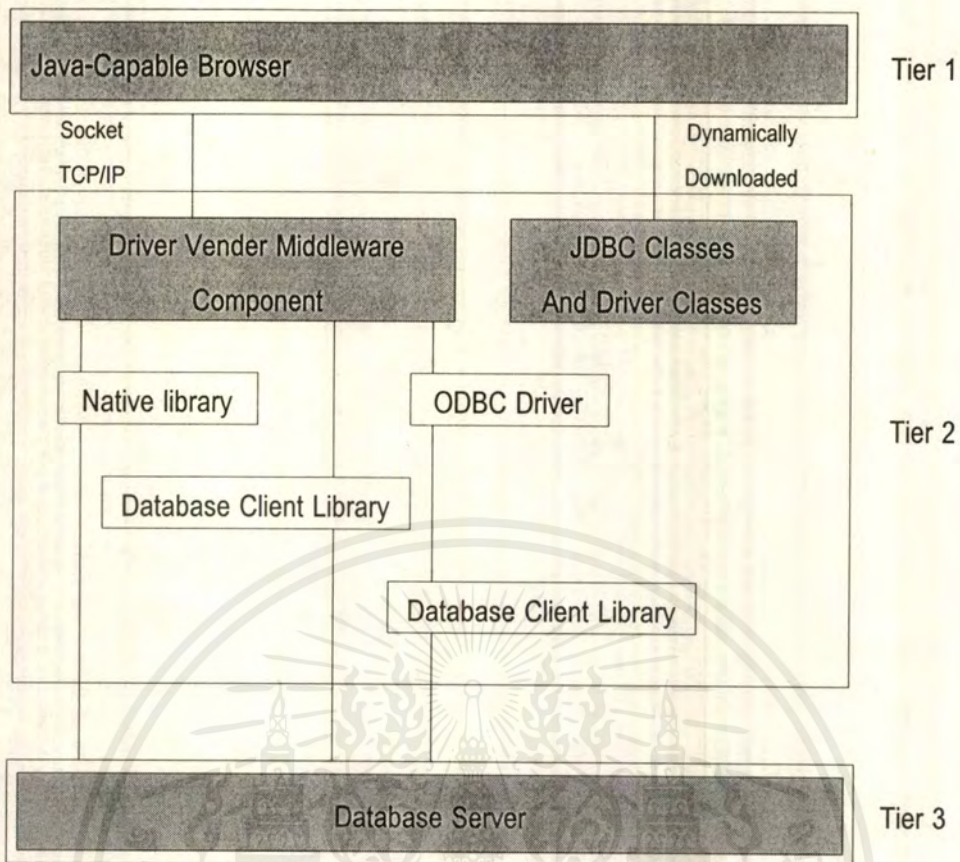 Java-Capable Browser
Tier 1
Socket
TCP/IP
Dynamically
Downloaded
Driver Vender Middleware
Component
JDBC Classes
And Driver Classes
Native library
ODBC Driver
Tier 2
Database Client Library
Database Client Library
Database Server
Tier 3